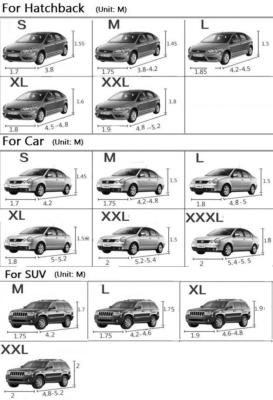 For Hatchback (Unit: M)
S M L
1.55 1.45 1.5
1.7 3.8 1.75 3.8-4.2 1.85 4.2-4.5
XL XXL
1.6 1.8
1.8 4.5-4.8 1.9 4.8-5.2
For Car (Unit: M)
S M L
1.45 1.5 1.5
1.7 4.2 1.75 4.2-4.8 1.8 4.8-5
XL XXL XXXL
1.5 1.5 1.8
1.8 5-5.2 2 5.2-5.4 2 5.4-5.5
For SUV (Unit: M)
M L XL
1.7 1.75 1.9
1.75 4.2 1.75 4.2-4.6 1.9 4.6-4.8
XXL
2
2 4.8-5.2